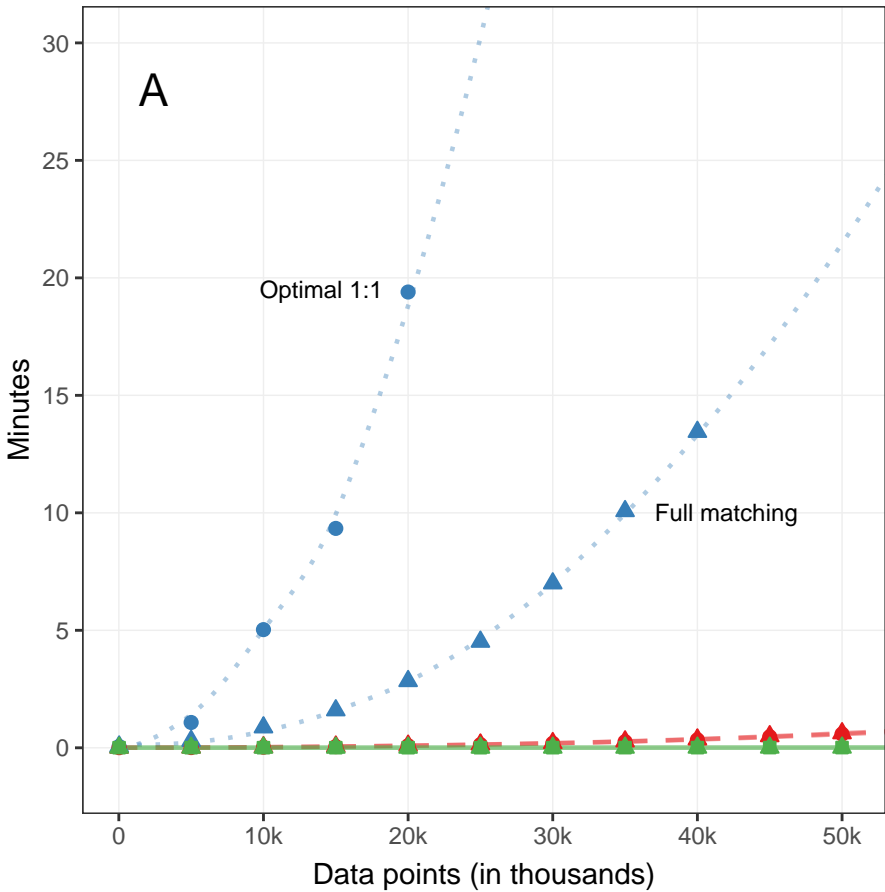 A
30
25
20
15
10
5
0
Minutes
Optimal 1:1
Full matching
0
10k
20k
30k
40k
50k
Data points (in thousands)